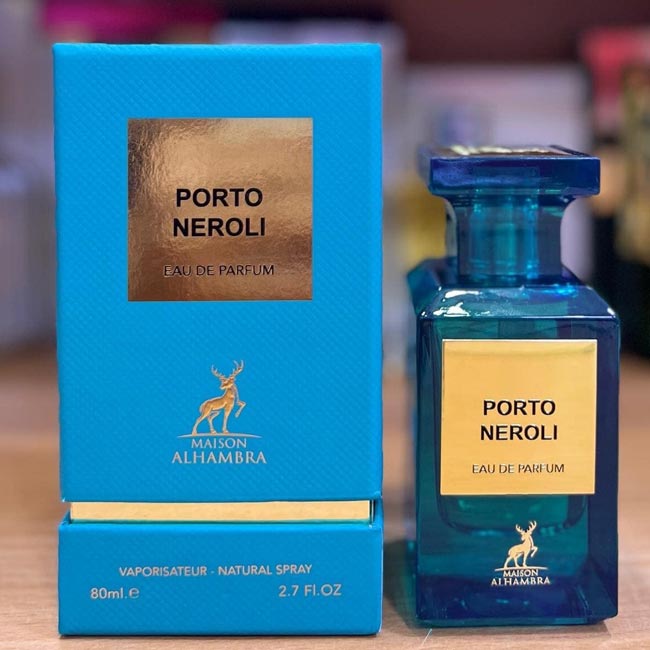 PORTO
NEROLI
EAU DE PARFUM
MAISON
ALHAMBRA
VAPORISATEUR - NATURAL SPRAY
80ml.e 2.7 Fl.OZ
PORTO
NEROLI
EAU DE PARFUM
MAISON
ALHAMBRA